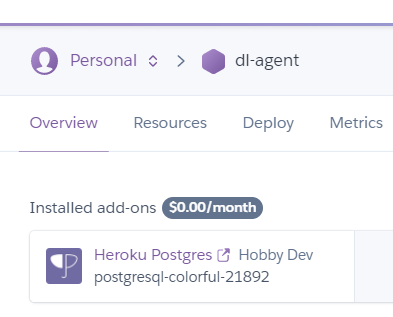 Personal dl-agent
Overview Resources Deploy Metrics
Installed add-ons $0.00/month
Heroku Postgres Hobby Dev
postgresql-colorful-21892